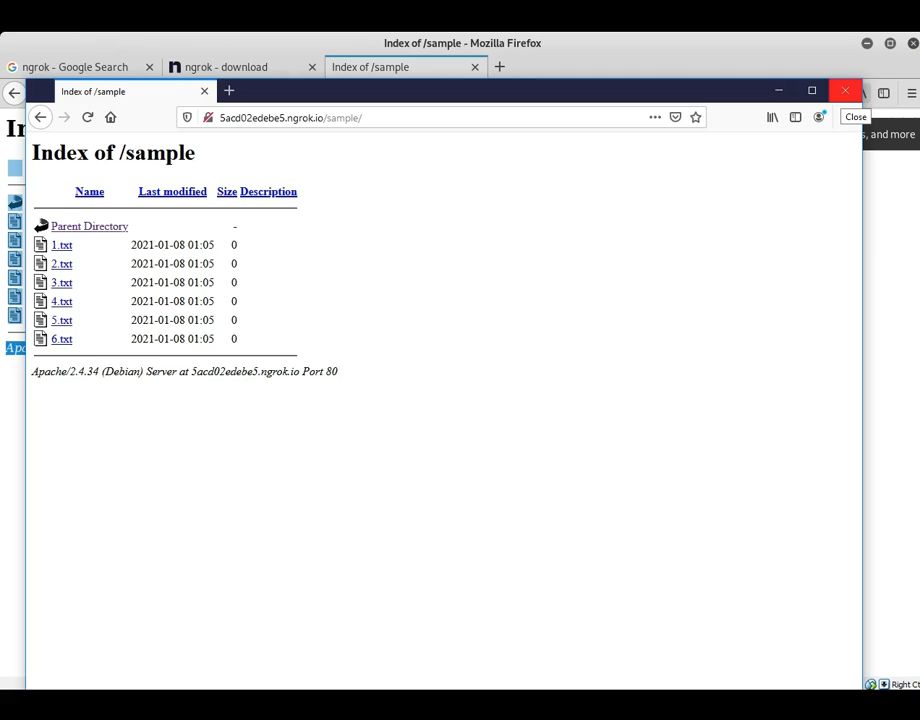 Index of /sample - Mozilla Firefox
ngrok - Google Search
ngrok - download
Index of /sample
Index of /sample
5acd02edebe5.ngrok.io/sample/
Close
s, and more
Index of /sample
Name Last modified Size Description
Parent Directory -
1.txt 2021-01-08 01:05 0
2.txt 2021-01-08 01:05 0
3.txt 2021-01-08 01:05 0
4.txt 2021-01-08 01:05 0
5.txt 2021-01-08 01:05 0
6.txt 2021-01-08 01:05 0
Apache/2.4.34 (Debian) Server at 5acd02edebe5.ngrok.io Port 80
Right Ct